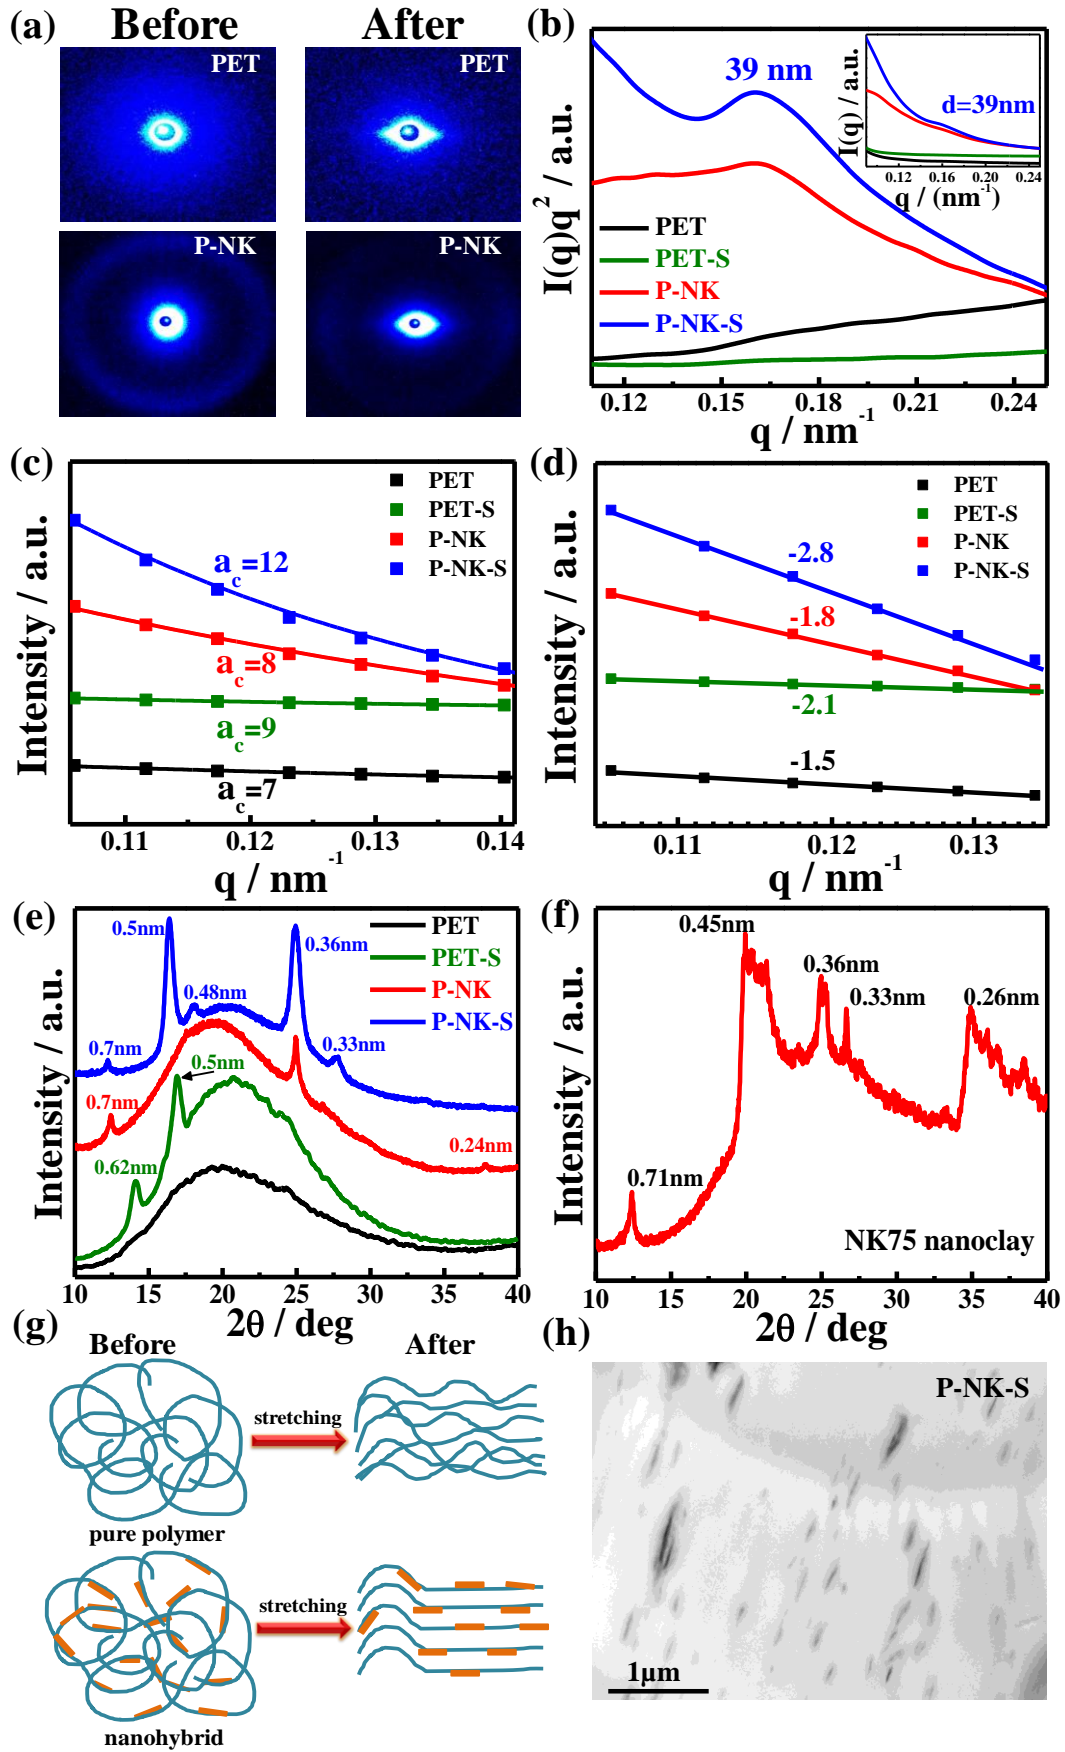 (a) Before After
PET PET
P-NK P-NK
(b)
39 nm
I(q)q² / a.u.
PET
PET-S
P-NK
P-NK-S
0.12 0.15 0.18 0.21 0.24
q / nm⁻¹
I(q) / a.u.
d=39nm
0.12 0.16 0.20 0.24
q / (nm⁻¹)
(c)
Intensity / a.u.
PET
PET-S
P-NK
P-NK-S
a_c=12
a_c=8
a_c=9
a_c=7
0.11 0.12 0.13 0.14
q / nm⁻¹
(d)
Intensity / a.u.
PET
PET-S
P-NK
P-NK-S
-2.8
-1.8
-2.1
-1.5
0.11 0.12 0.13
q / nm⁻¹
(e)
Intensity / a.u.
PET
PET-S
P-NK
P-NK-S
0.5nm
0.36nm
0.48nm
0.7nm
0.33nm
0.5nm
0.7nm
0.24nm
0.62nm
10 15 20 25 30 35 40
2θ / deg
(f)
Intensity / a.u.
0.45nm
0.36nm
0.33nm
0.26nm
0.71nm
NK75 nanoclay
10 15 20 25 30 35 40
2θ / deg
(g)
Before After
stretching
pure polymer
stretching
nanohybrid
(h)
P-NK-S
1µm